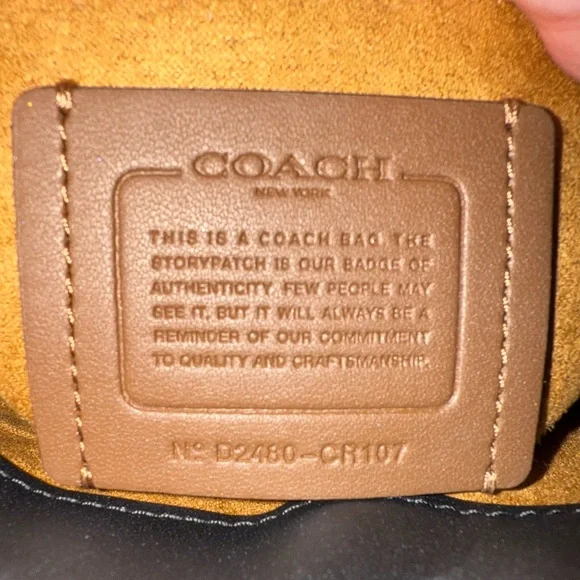 COACH
NEW YORK
THIS IS A COACH BAG THE
STORYPATCH IS OUR BADGE OF
AUTHENTICITY. FEW PEOPLE MAY
SEE IT, BUT IT WILL ALWAYS BE A
REMINDER OF OUR COMMITMENT
TO QUALITY AND CRAFTSMANSHIP.
Nº D2480-CR107